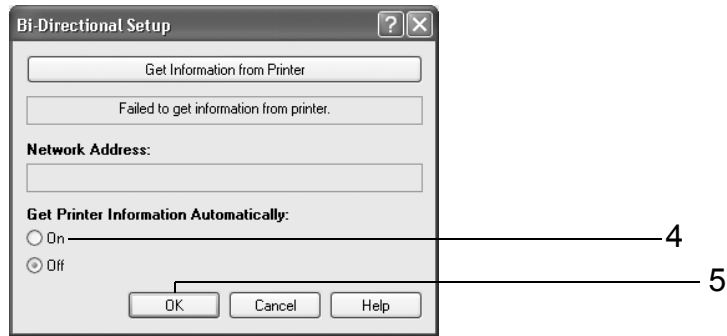 Bi-Directional Setup
Get Information from Printer
Failed to get information from printer.
Network Address:
Get Printer Information Automatically:
On
4
Off
5
OK Cancel Help